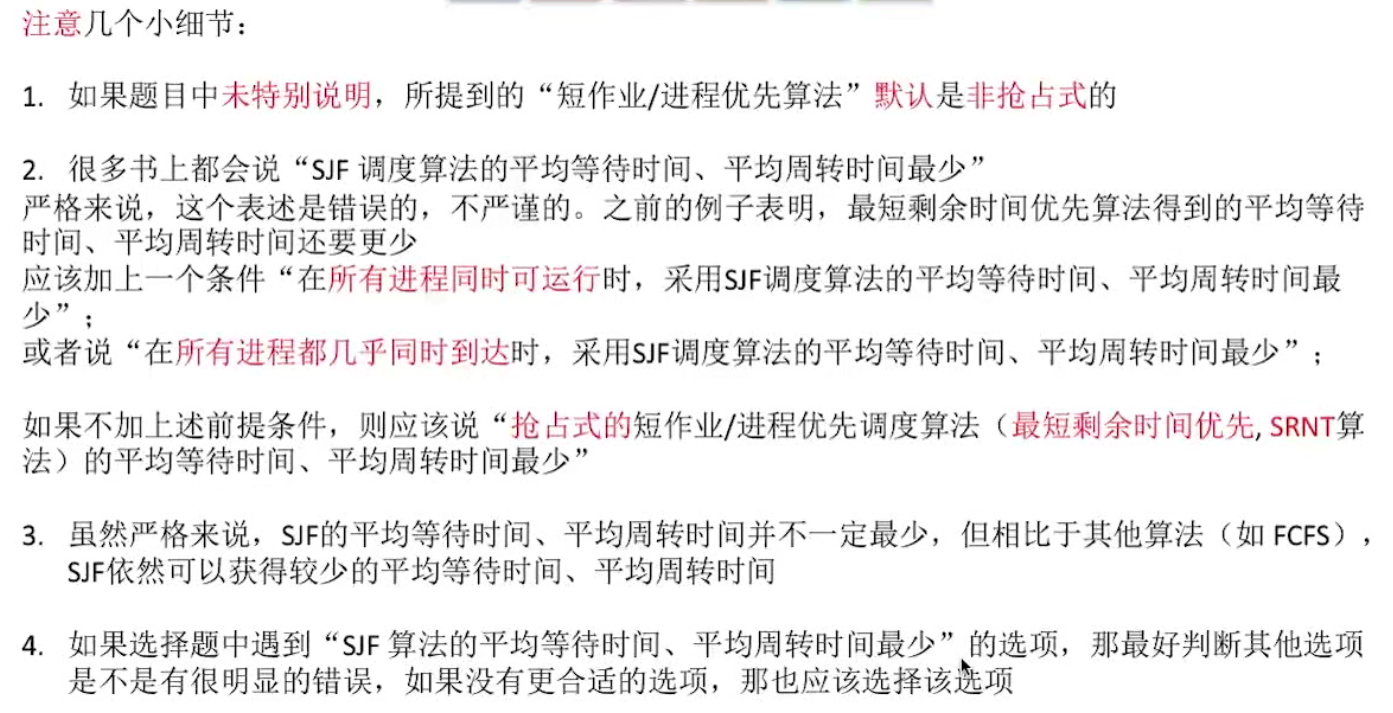 注意几个小细节：
1. 如果题目中未特别说明，所提到的“短作业/进程优先算法”默认是非抢占式的
2. 很多书上都会说“SJF 调度算法的平均等待时间、平均周转时间最少”
严格来说，这个表述是错误的，不严谨的。之前的例子表明，最短剩余时间优先算法得到的平均等待
时间、平均周转时间还要更少
应该加上一个条件“在所有进程同时可运行时，采用SJF调度算法的平均等待时间、平均周转时间最
少”；
或者说“在所有进程都几乎同时到达时，采用SJF调度算法的平均等待时间、平均周转时间最少”；
如果不加上述前提条件，则应该说“抢占式的短作业/进程优先调度算法（最短剩余时间优先, SRNT算
法）的平均等待时间、平均周转时间最少”
3. 虽然严格来说，SJF的平均等待时间、平均周转时间并不一定最少，但相比于其他算法（如 FCFS），
SJF依然可以获得较少的平均等待时间、平均周转时间
4. 如果选择题中遇到“SJF 算法的平均等待时间、平均周转时间最少”的选项，那最好判断其他选项
是不是有很明显的错误，如果没有更合适的选项，那也应该选择该选项